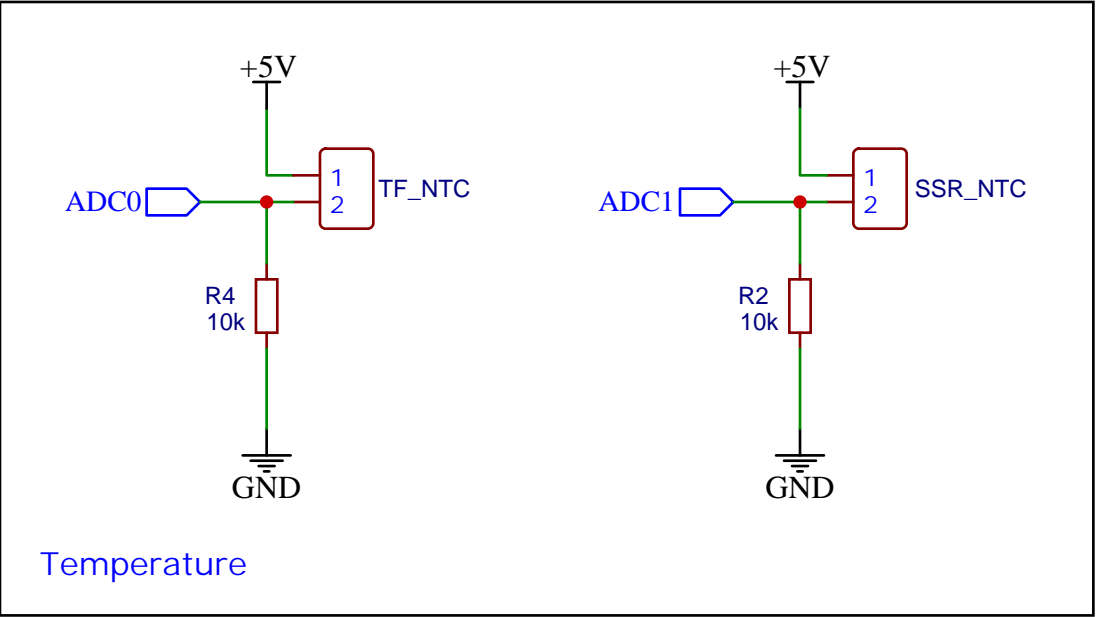 +5V
1
2
TF_NTC
ADC0
R4
10k
GND
+5V
1
2
SSR_NTC
ADC1
R2
10k
GND
Temperature